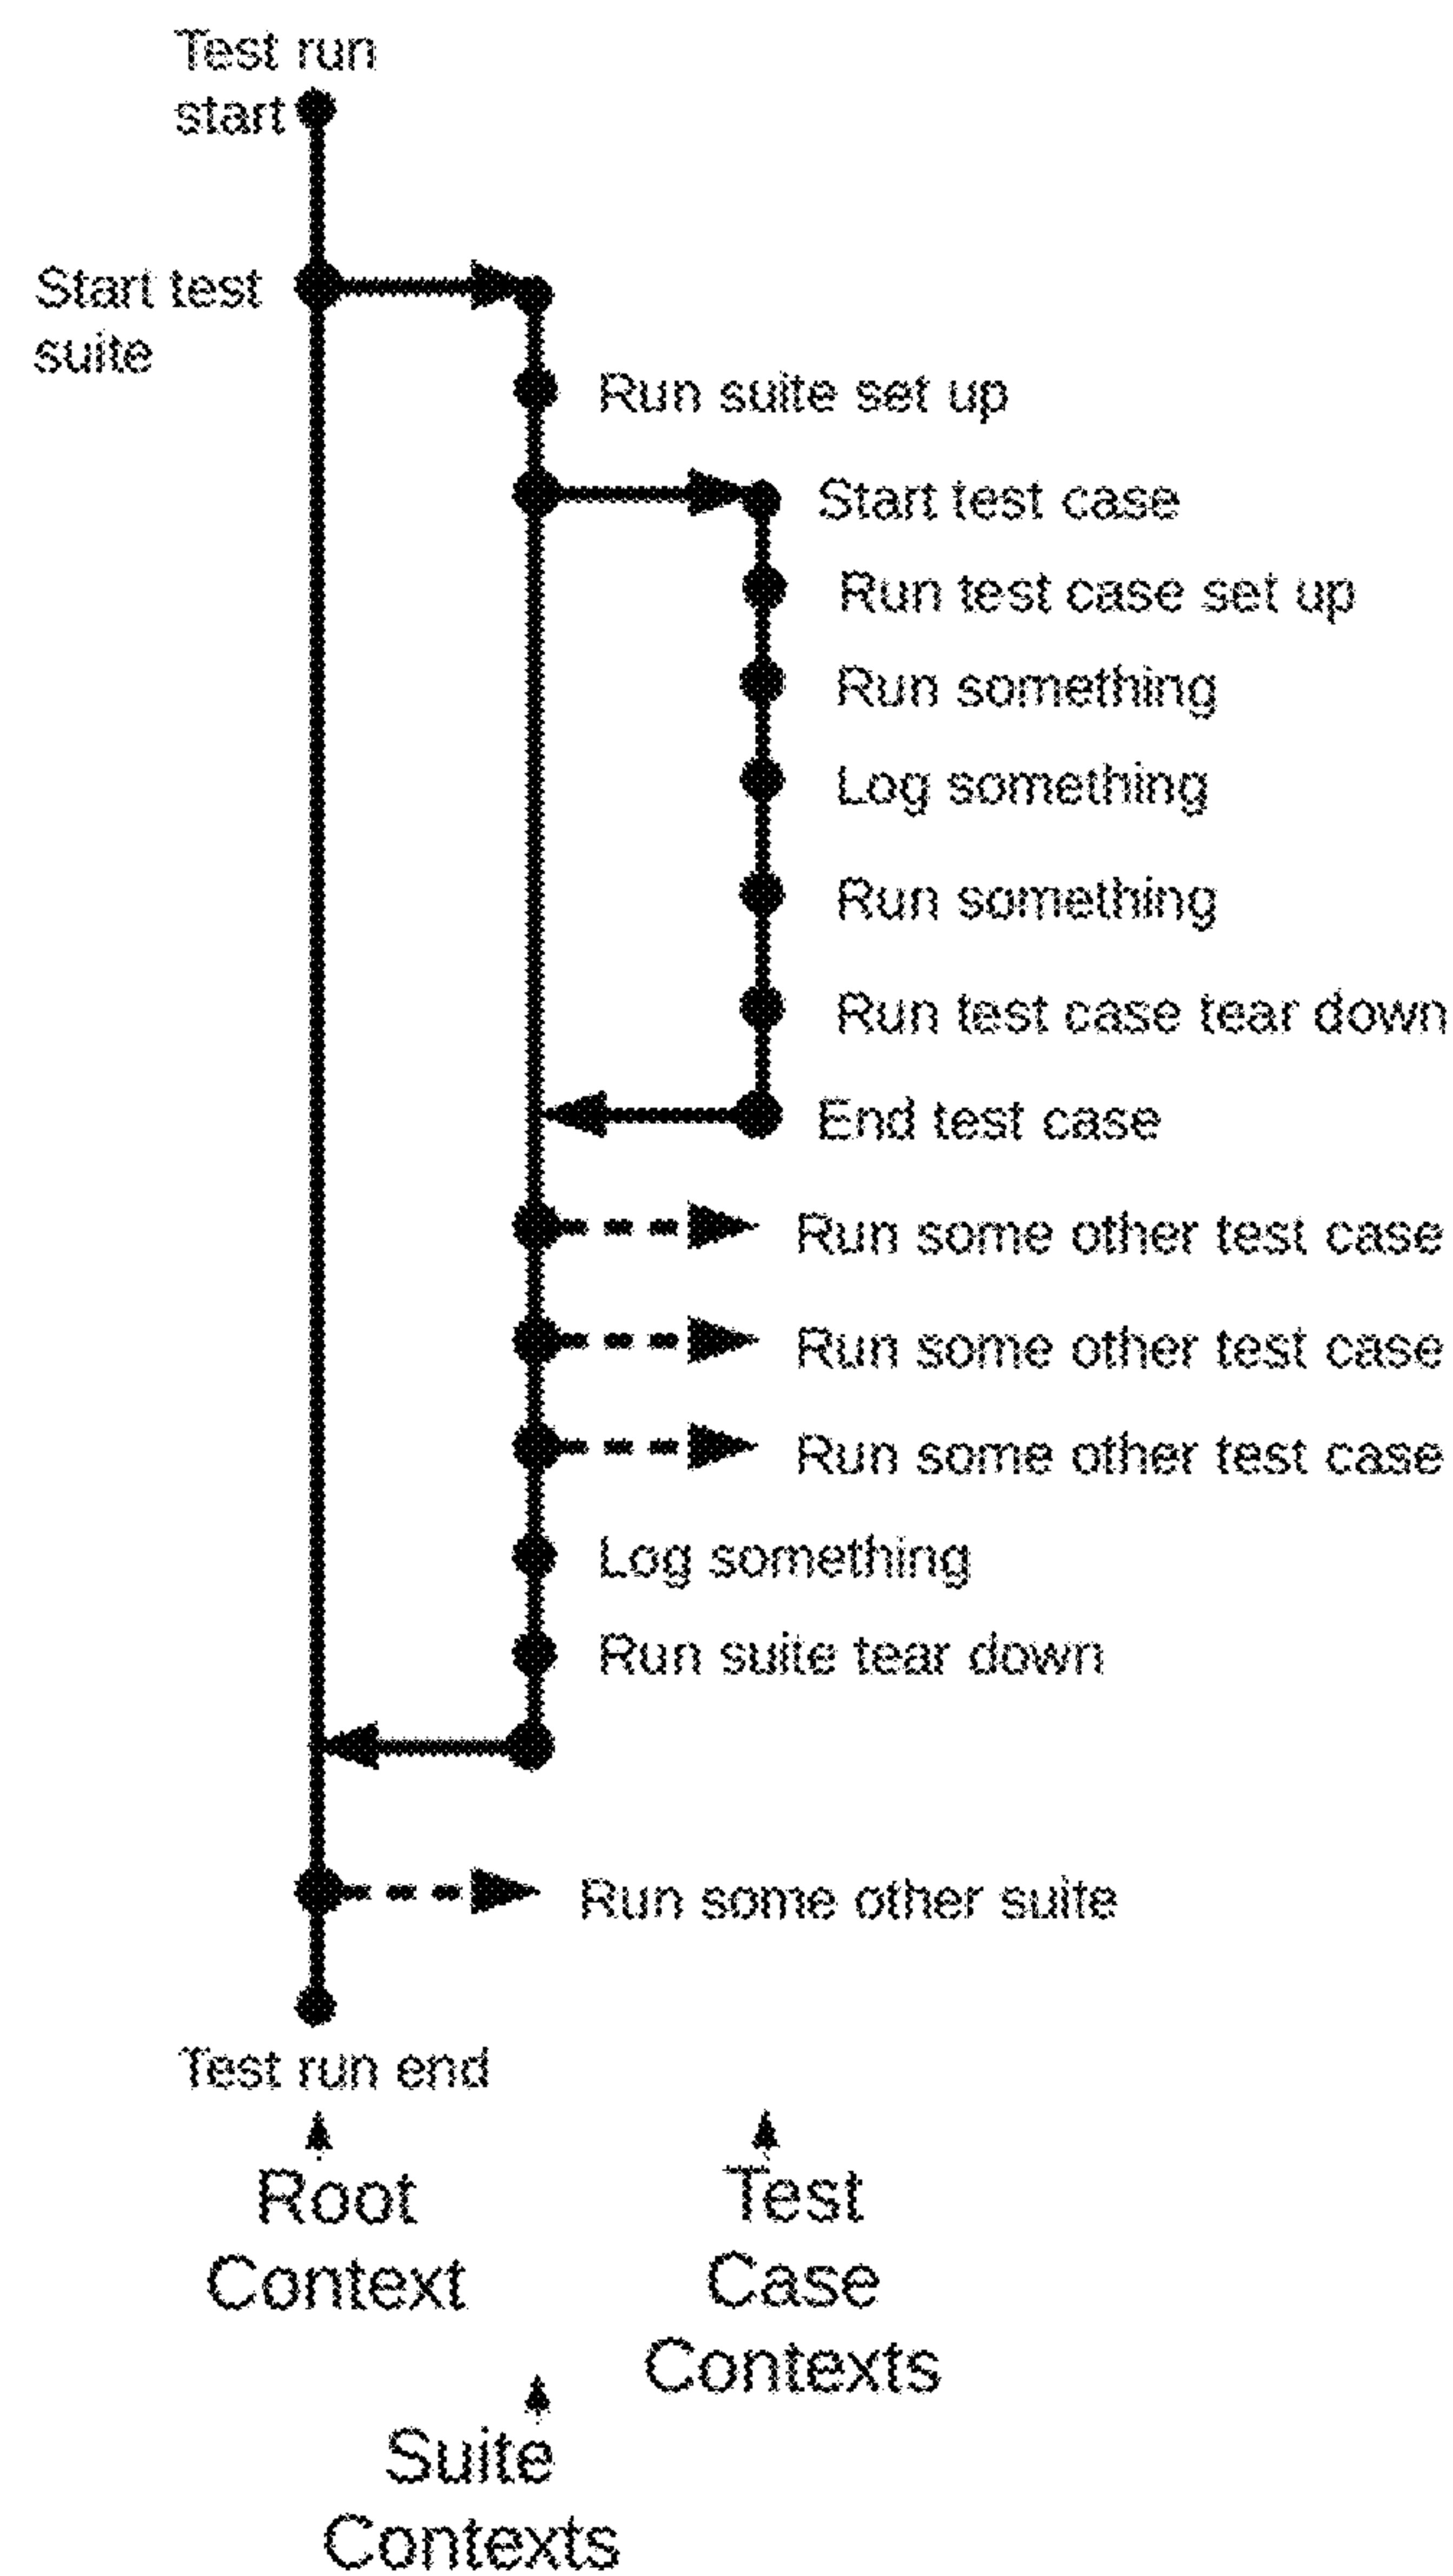 Test run
start
Start test
suite
Run suite set up
Start test case
Run test case set up
Run something
Log something
Run something
Run test case tear down
End test case
Run some other test case
Run some other test case
Run some other test case
Log something
Run suite tear down
Run some other suite
Test run end
Root
Context
Test
Case
Contexts
Suite
Contexts